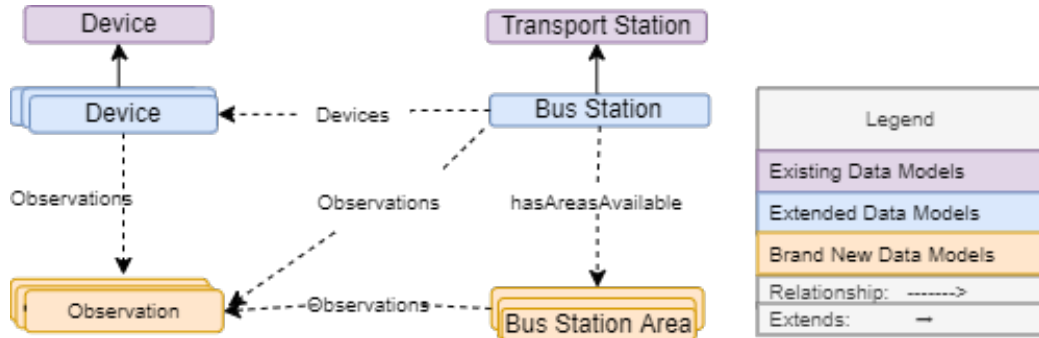 Device
Transport Station
Device
Devices
Bus Station
Legend
Existing Data Models
Observations
Observations
hasAreasAvailable
Extended Data Models
Brand New Data Models
Observation
Observations
Bus Station Area
Relationship: ------->
Extends: →